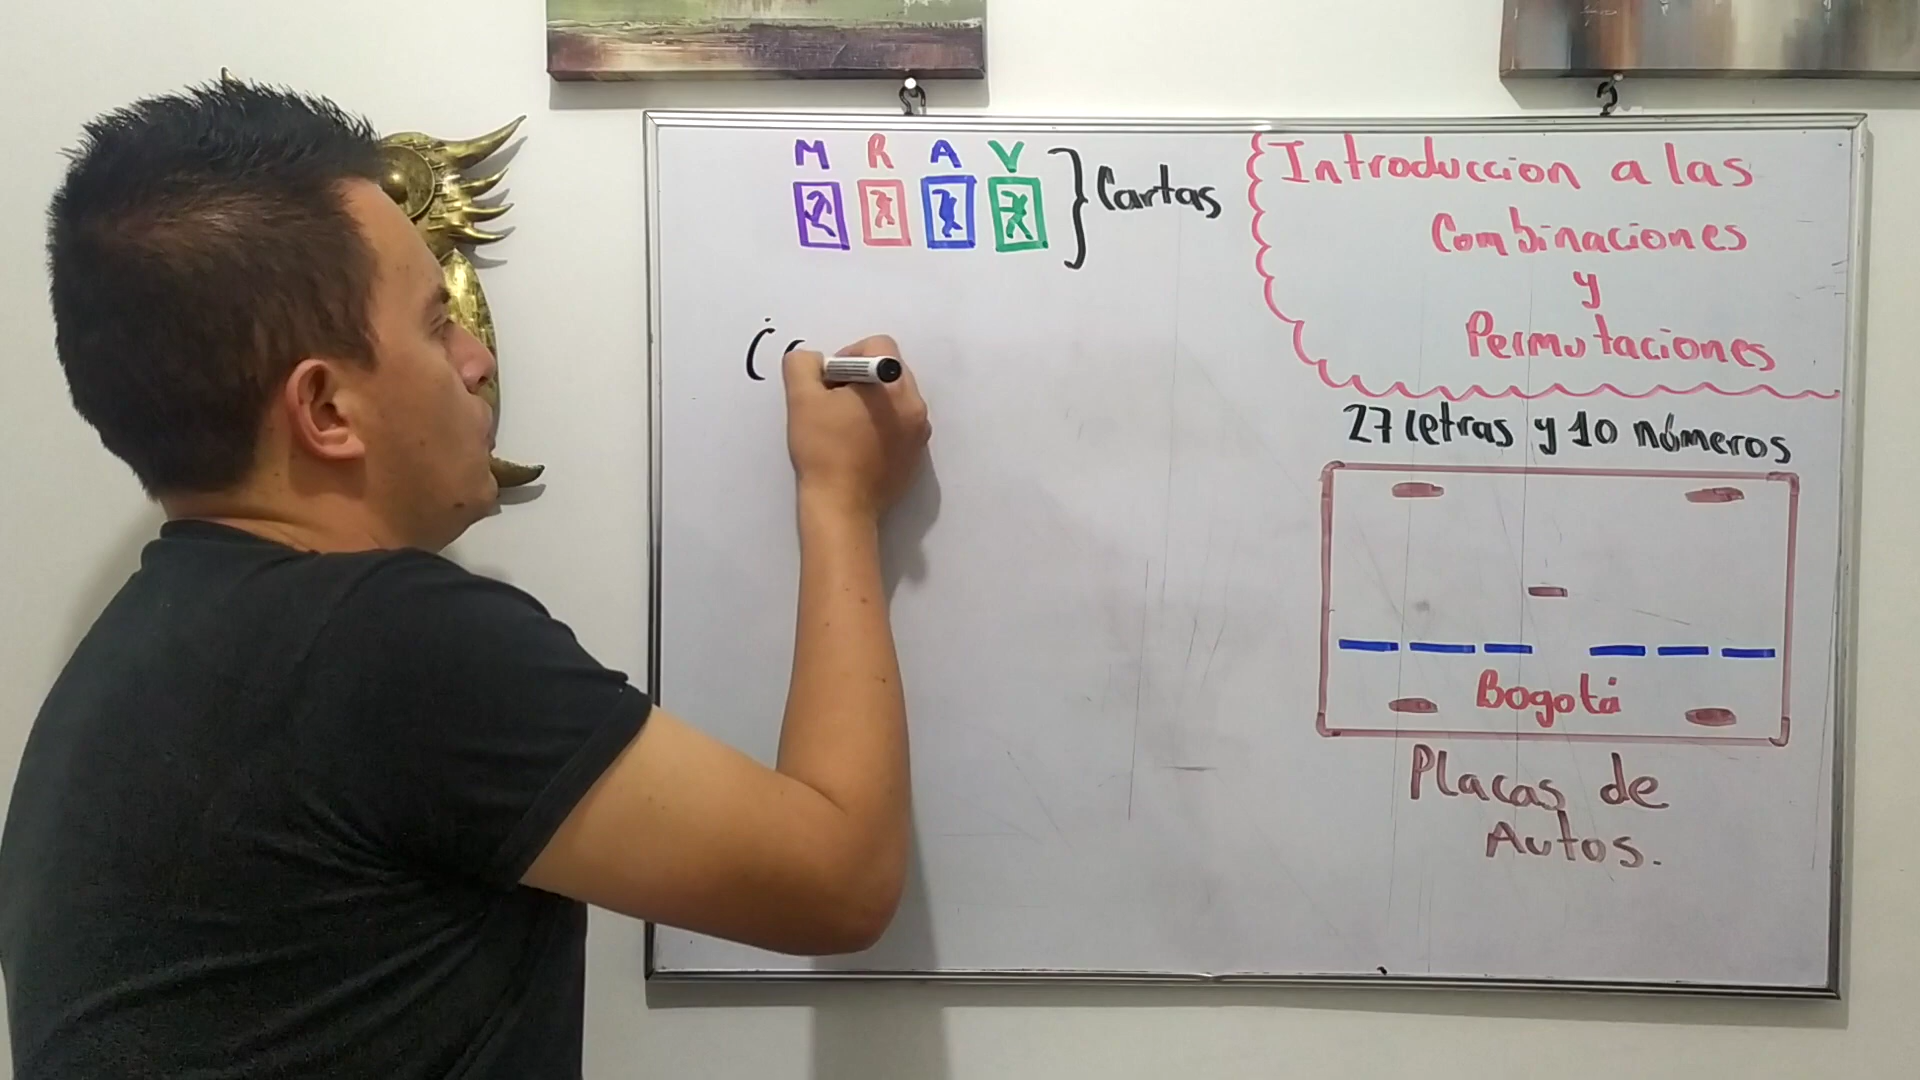 M R A V
Cartas
Introduccion a las
Combinaciones
y
Permutaciones
27 letras y 10 números
Bogotá
Placas de
Autos.